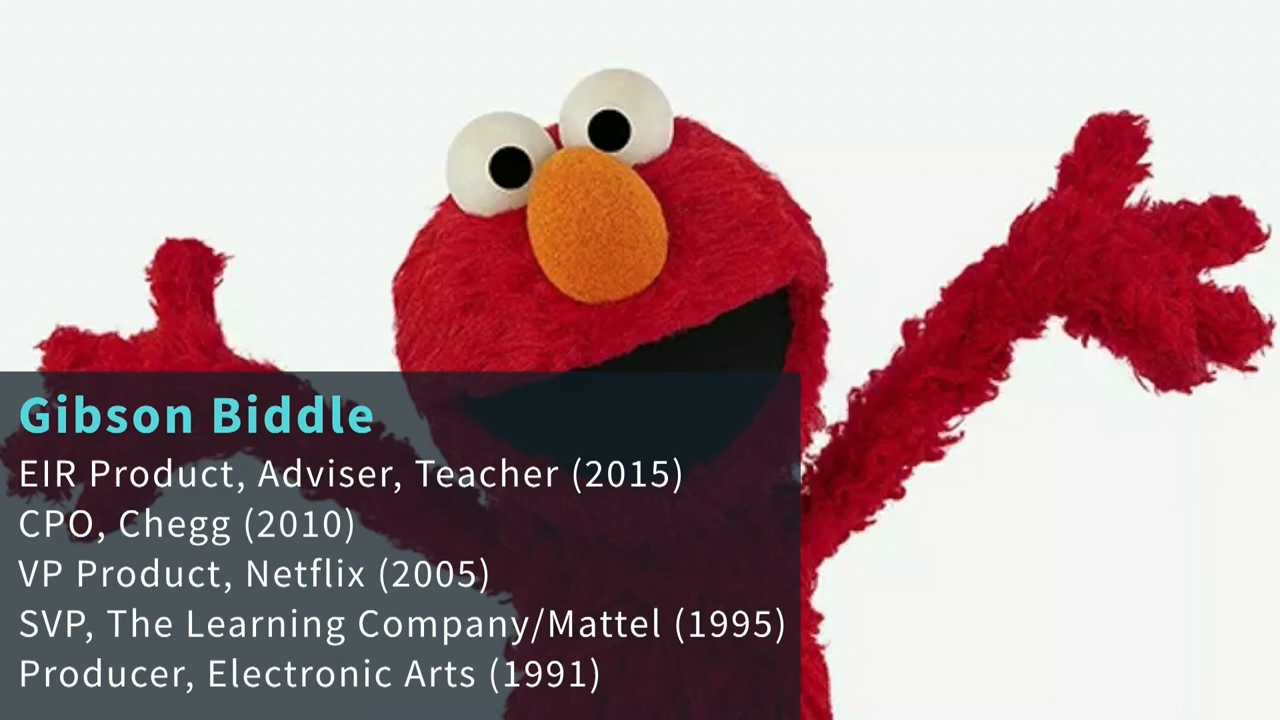 Gibson Biddle
EIR Product, Adviser, Teacher (2015)
CPO, Chegg (2010)
VP Product, Netflix (2005)
SVP, The Learning Company/Mattel (1995)
Producer, Electronic Arts (1991)